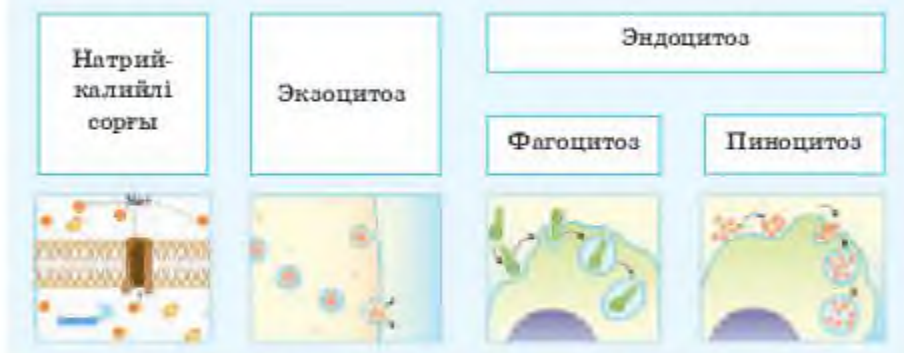 Натрий-
калийлі
сорғы
Экзоцитоз
Эндоцитоз
Фагоцитоз
Пиноцитоз